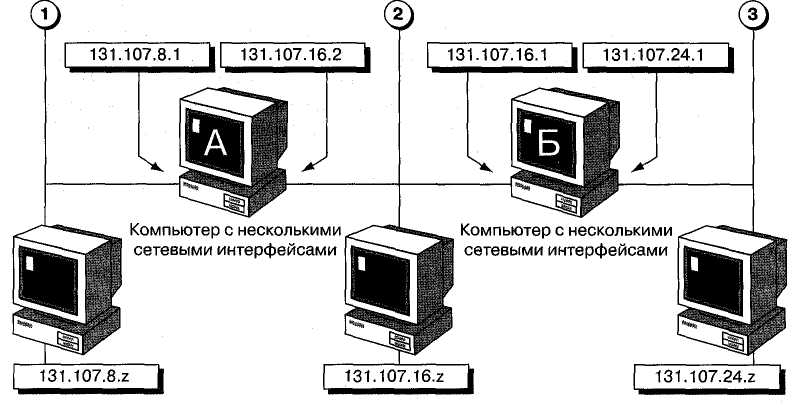 1
2
3
131.107.8.1
131.107.16.2
131.107.16.1
131.107.24.1
А
Б
Компьютер с несколькими
сетевыми интерфейсами
Компьютер с несколькими
сетевыми интерфейсами
131.107.8.z
131.107.16.z
131.107.24.z